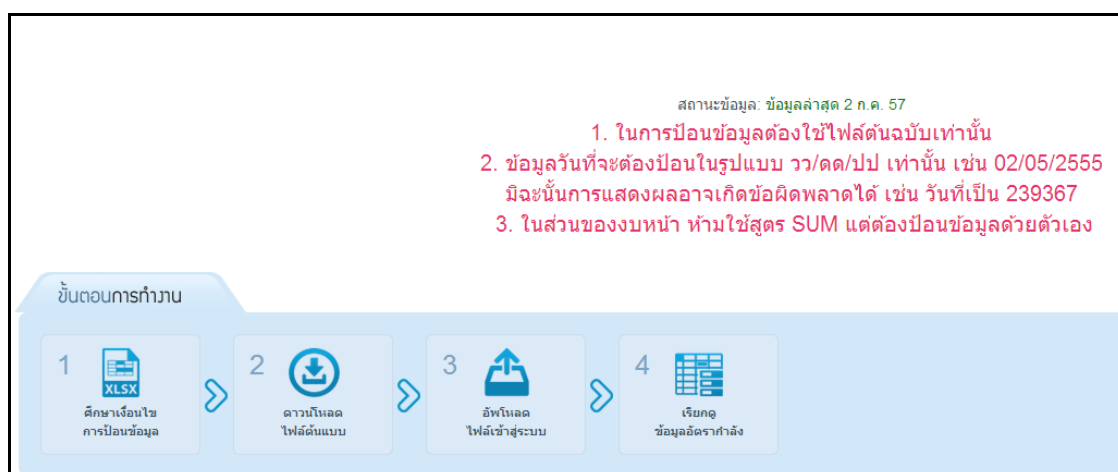 สถานะข้อมูล: ข้อมูลล่าสุด 2 ก.ค. 57
1. ในการป้อนข้อมูลต้องใช้ไฟล์ต้นฉบับเท่านั้น
2. ข้อมูลวันที่จะต้องป้อนในรูปแบบ วว/ดด/ปป เท่านั้น เช่น 02/05/2555
มิฉะนั้นการแสดงผลอาจเกิดข้อผิดพลาดได้ เช่น วันที่เป็น 239367
3. ในส่วนของงบหน้า ห้ามใช้สูตร SUM แต่ต้องป้อนข้อมูลด้วยตัวเอง
ขั้นตอนการทำงาน
1
XLSX
ศึกษาเงื่อนไข
การป้อนข้อมูล
2
ดาวน์โหลด
ไฟล์ต้นแบบ
3
อัพโหลด
ไฟล์เข้าสู่ระบบ
4
เรียกดู
ข้อมูลอัตรากำลัง